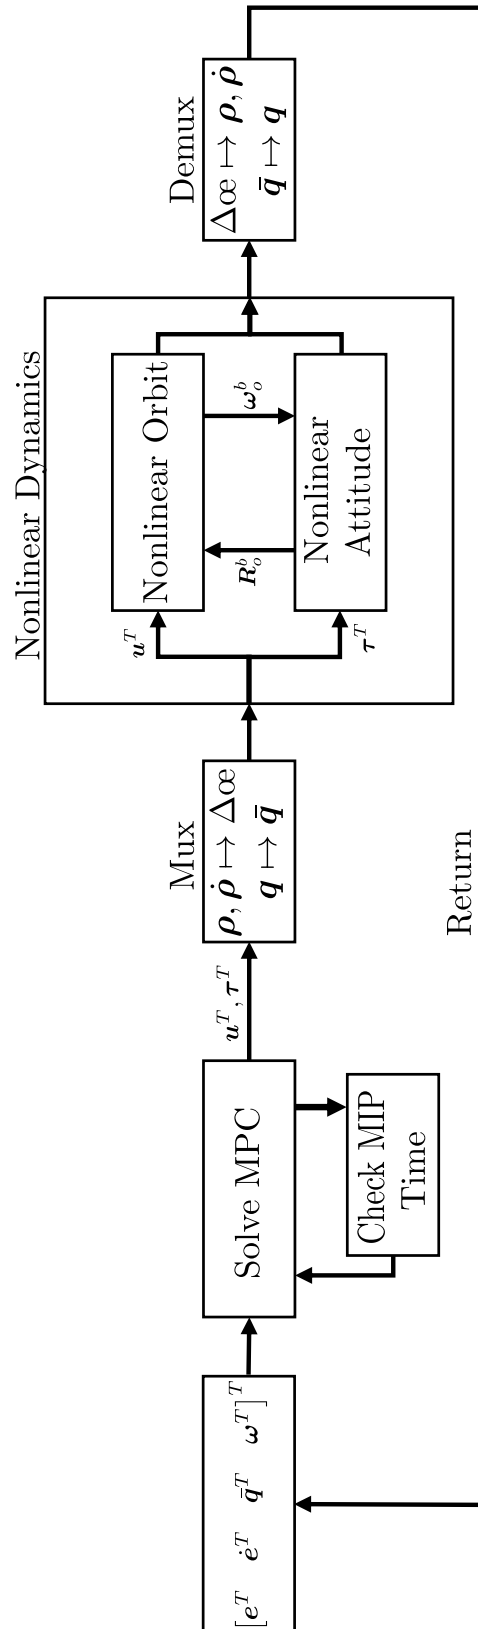 [e^T ė^T q̄^T ω^T]^T
Solve MPC
Check MIP
Time
u^T, τ^T
Mux
ρ, ρ̇ ↦ Δœ
q ↦ q̄
Return
Nonlinear Dynamics
u^T
τ^T
Nonlinear Orbit
R_o^b
ω_o^b
Nonlinear
Attitude
Demux
Δœ ↦ ρ, ρ̇
q̄ ↦ q